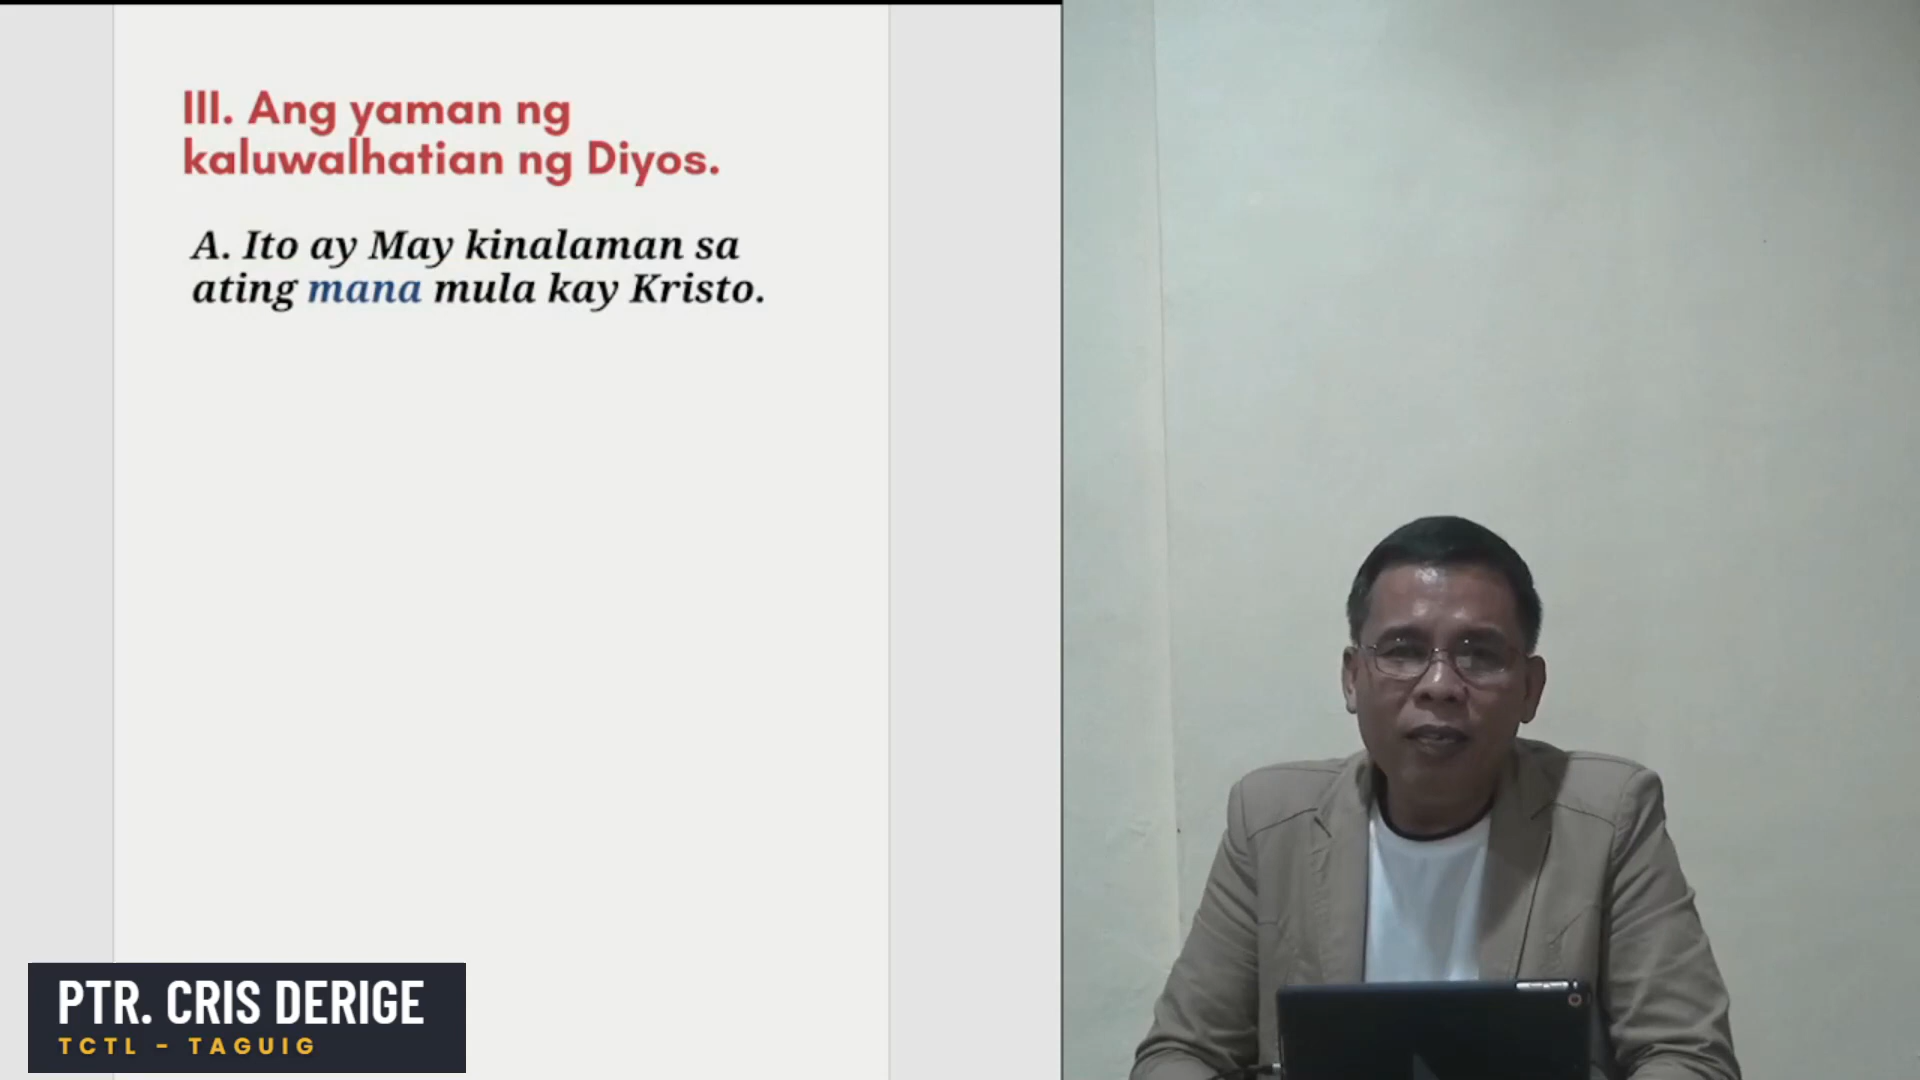 III. Ang yaman ng
kaluwalhatian ng Diyos.
A. Ito ay May kinalaman sa
ating mana mula kay Kristo.
PTR. CRIS DERIGE
TCTL - TAGUIG